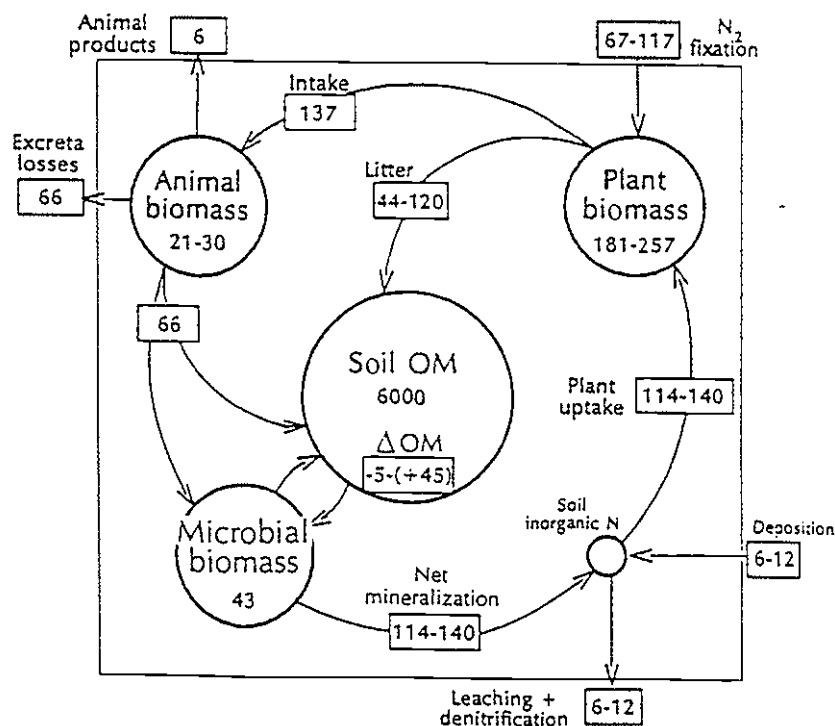 Animal
products
6
67-117
N₂
fixation
Intake
137
Excreta
losses
66
Animal
biomass
21-30
Litter
44-120
Plant
biomass
181-257
66
Soil OM
6000
Δ OM
-5-(+45)
Plant
uptake
114-140
Microbial
biomass
43
Soil
inorganic N
Deposition
6-12
Net
mineralization
114-140
Leaching +
denitrification
6-12